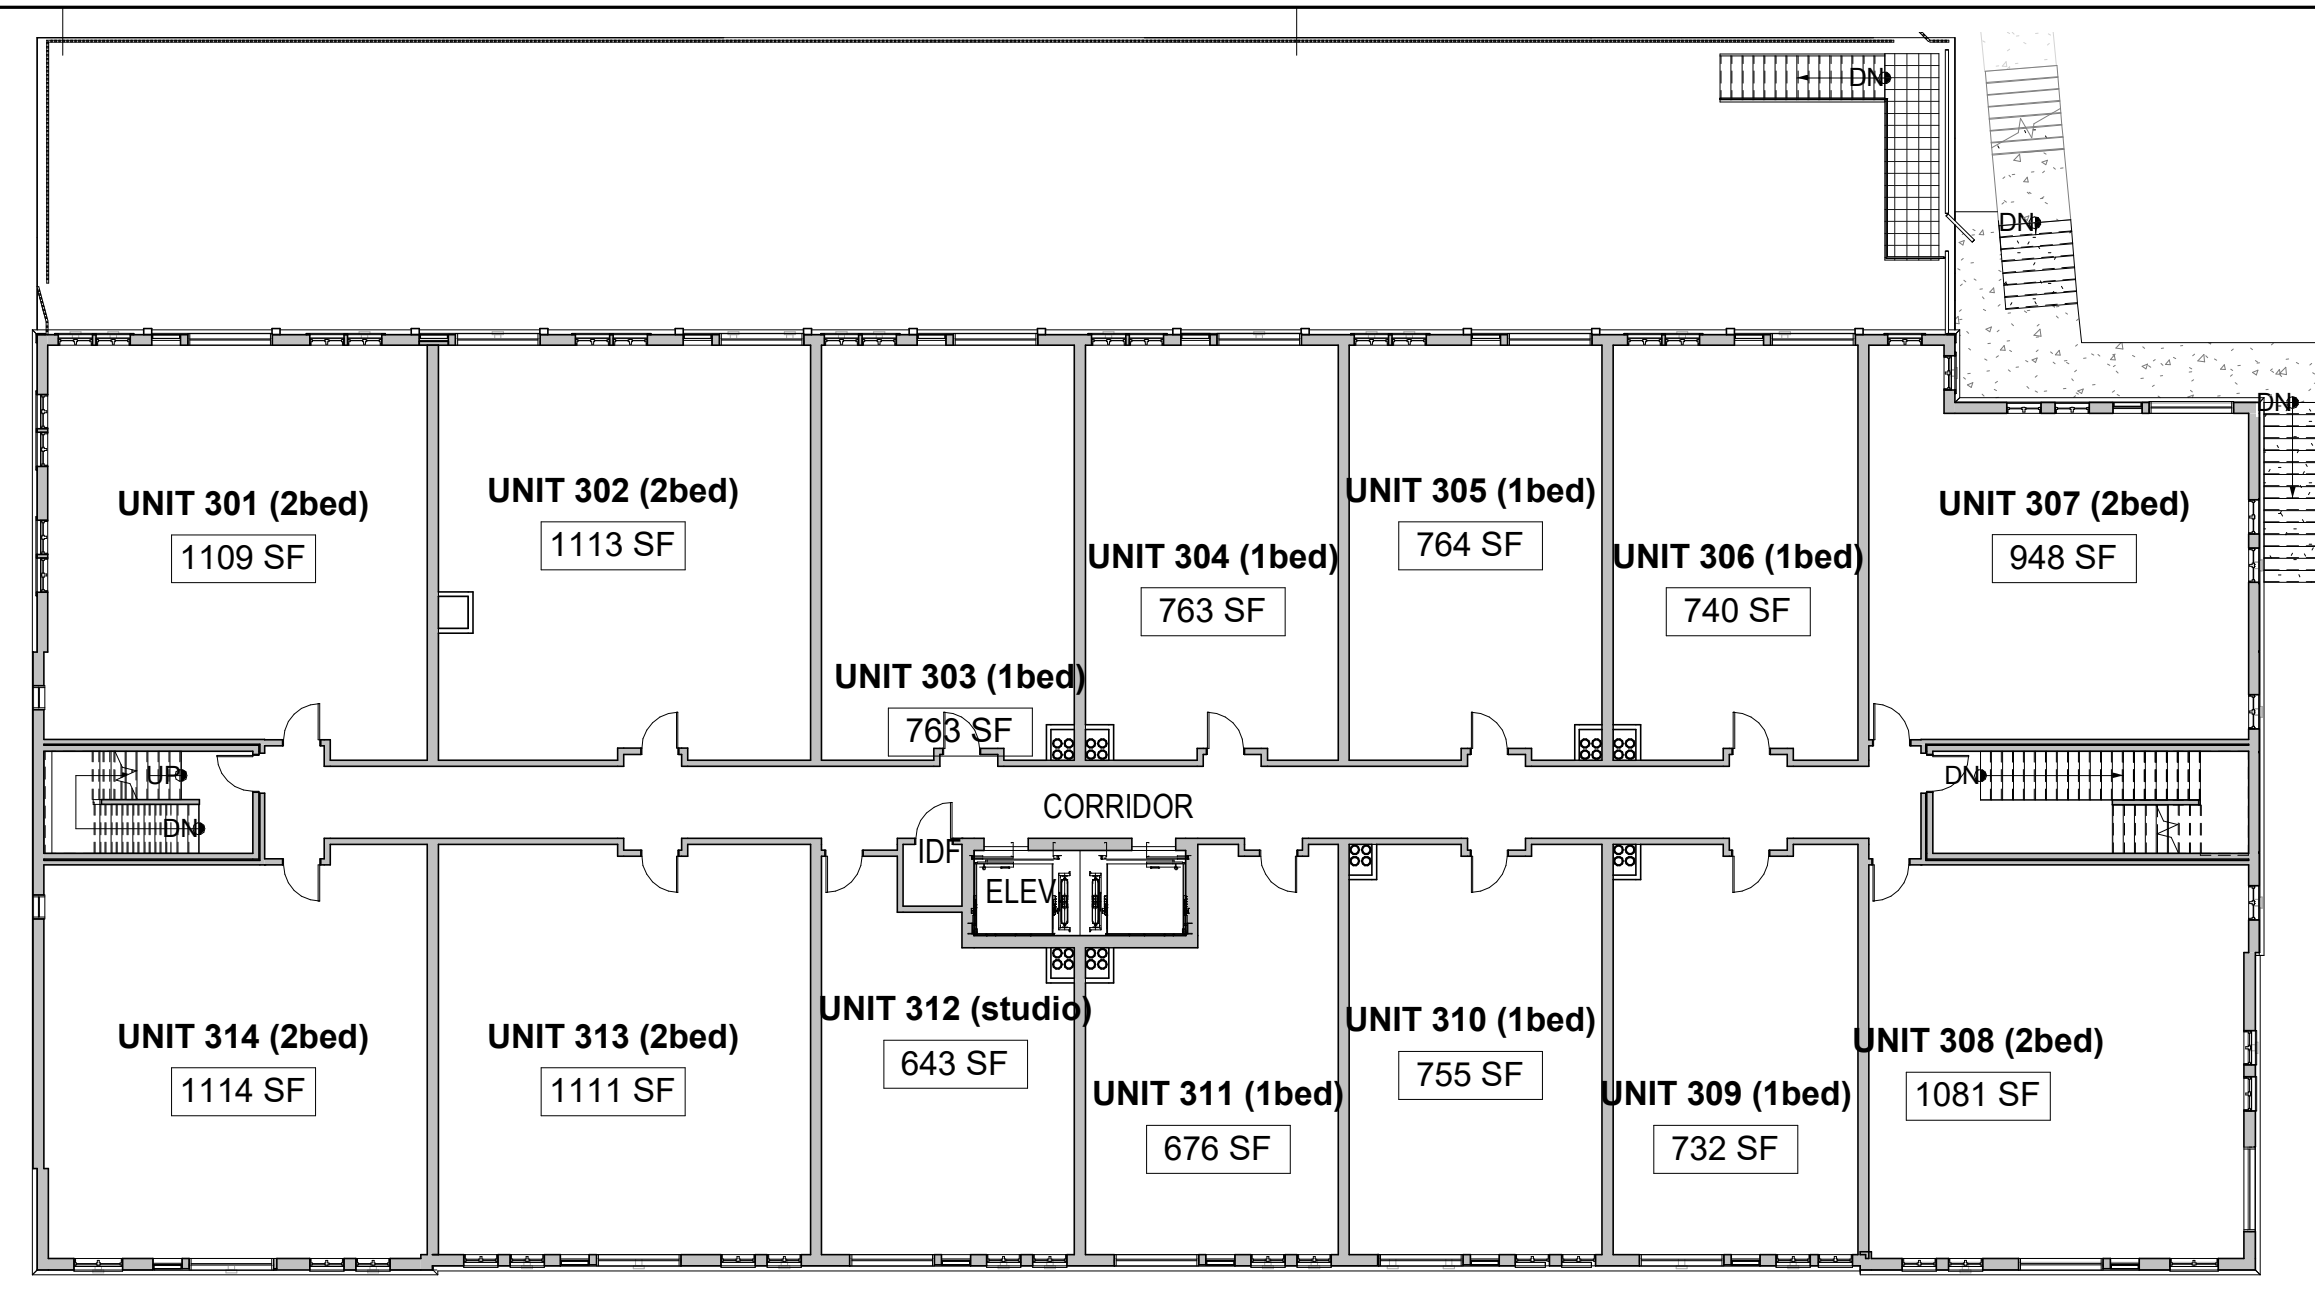 DN
DN
DN
UNIT 301 (2bed)
1109 SF
UNIT 302 (2bed)
1113 SF
UNIT 303 (1bed)
763 SF
UNIT 304 (1bed)
763 SF
UNIT 305 (1bed)
764 SF
UNIT 306 (1bed)
740 SF
UNIT 307 (2bed)
948 SF
UP
DN
CORRIDOR
DN
IDF
ELEV
UNIT 314 (2bed)
1114 SF
UNIT 313 (2bed)
1111 SF
UNIT 312 (studio)
643 SF
UNIT 311 (1bed)
676 SF
UNIT 310 (1bed)
755 SF
UNIT 309 (1bed)
732 SF
UNIT 308 (2bed)
1081 SF